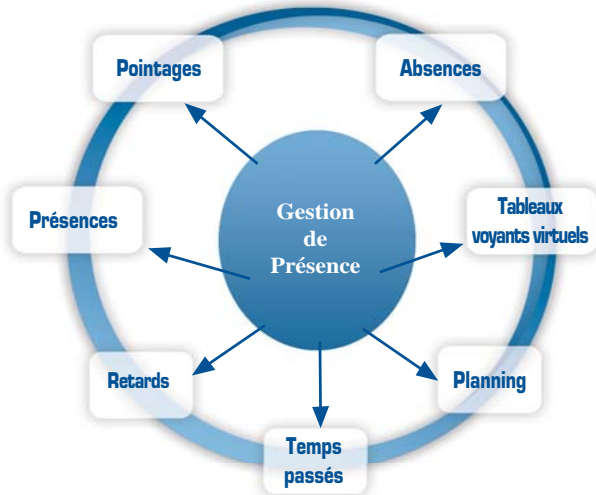 Pointages
Absences
Présences
Gestion
de
Présence
Tableaux
voyants virtuels
Retards
Planning
Temps
passés